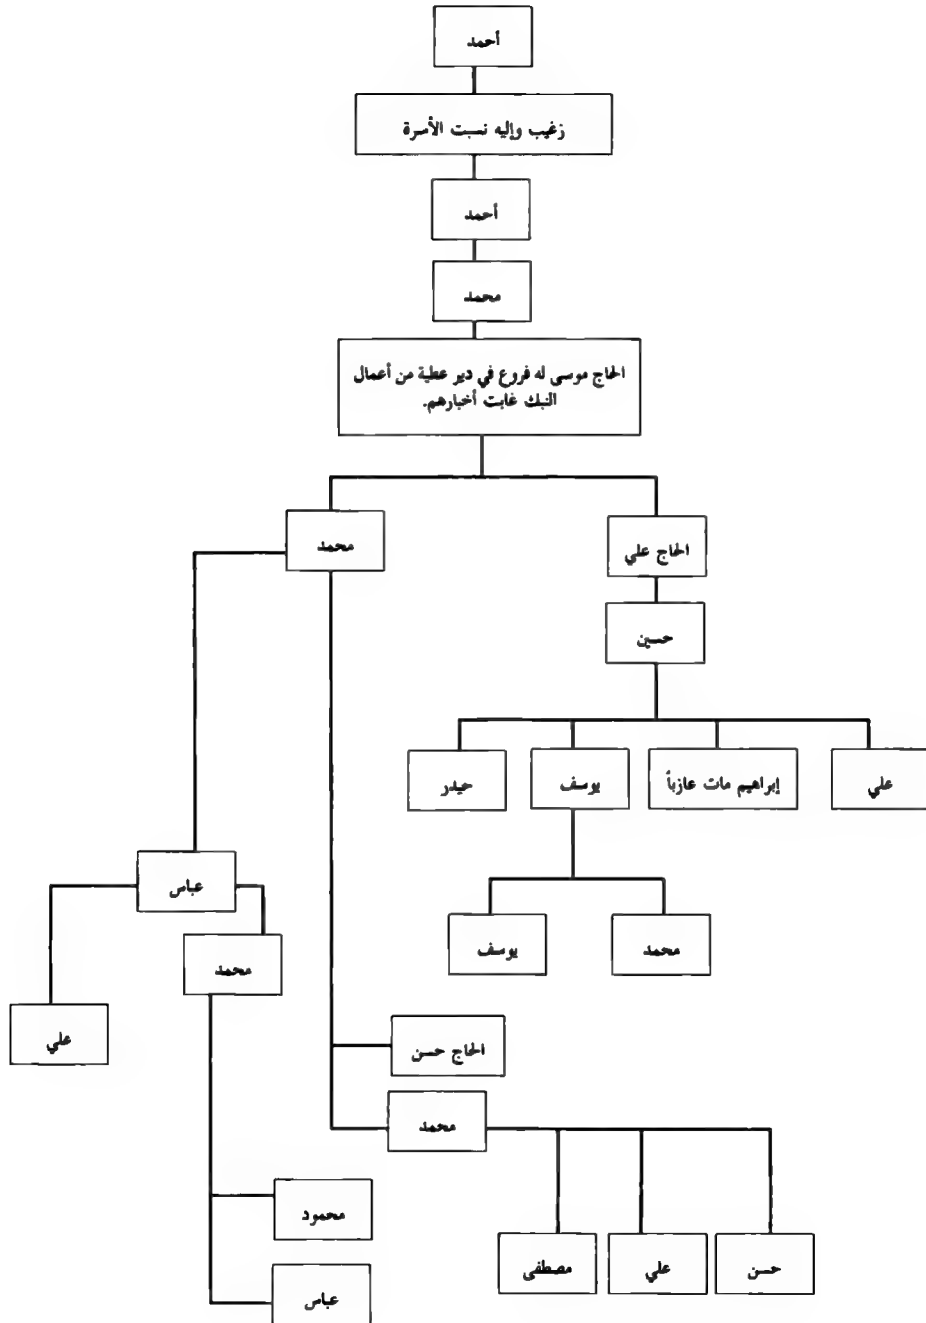 أحمد
زغيب وإليه نسبت الأسرة
أحمد
محمد
الحاج موسى له فروع في دير عطية من أعمال
النبك غابت أخبارهم.
محمد
الحاج علي
حسين
علي
إبراهيم مات عازباً
يوسف
حيدر
محمد
يوسف
عباس
محمد
علي
الحاج حسن
محمد
محمود
عباس
حسن
علي
مصطفى